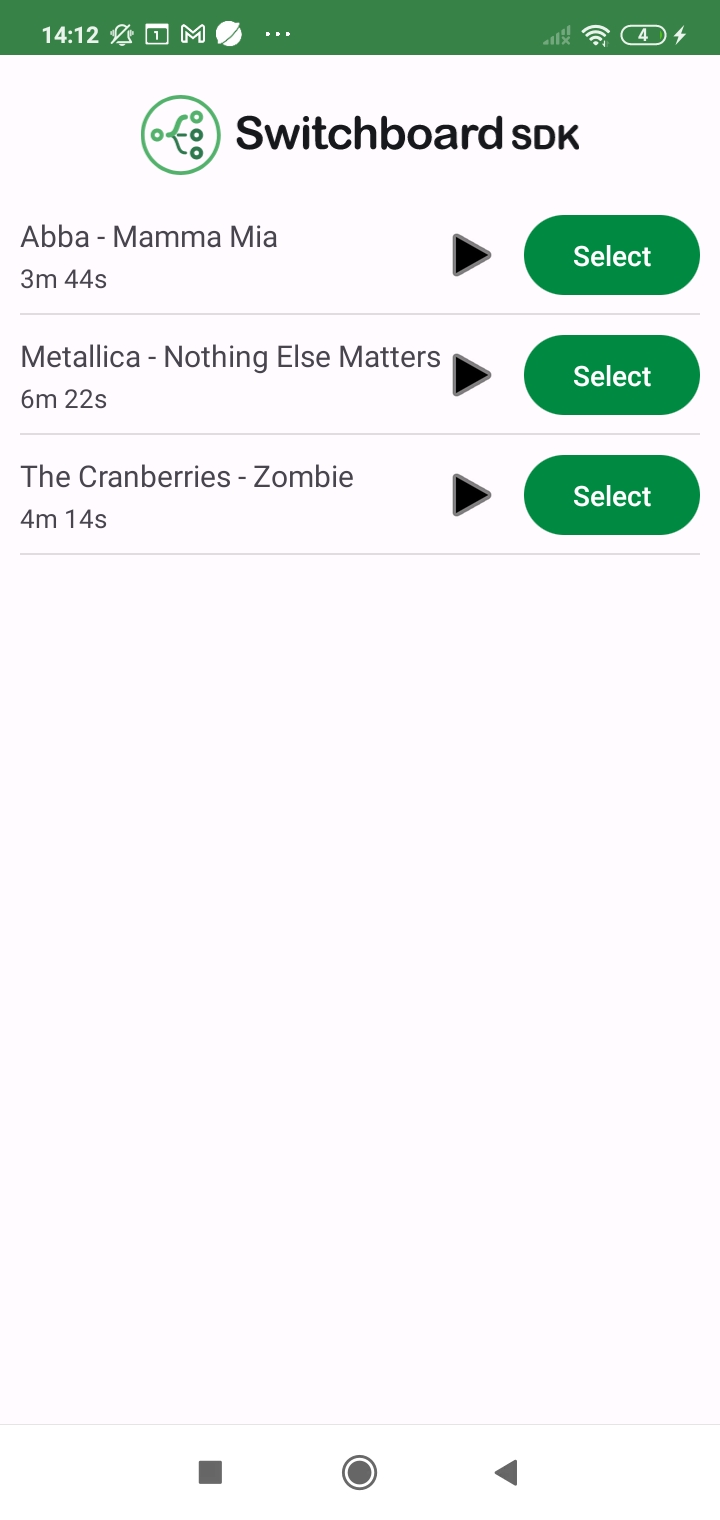 14:12 1 4
Switchboard SDK
Abba - Mamma Mia
3m 44s
Select
Metallica - Nothing Else Matters
6m 22s
Select
The Cranberries - Zombie
4m 14s
Select